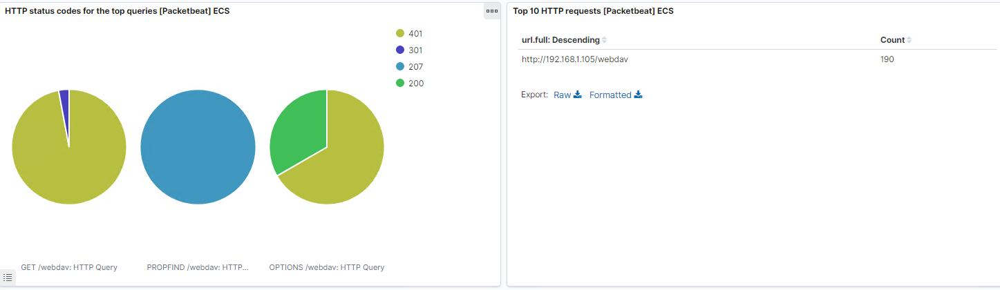 HTTP status codes for the top queries [Packetbeat] ECS
401
301
207
200
GET /webdav: HTTP Query
PROPFIND /webdav: HTTP...
OPTIONS /webdav: HTTP Query
Top 10 HTTP requests [Packetbeat] ECS
url.full: Descending
Count
http://192.168.1.105/webdav
190
Export: Raw Formatted